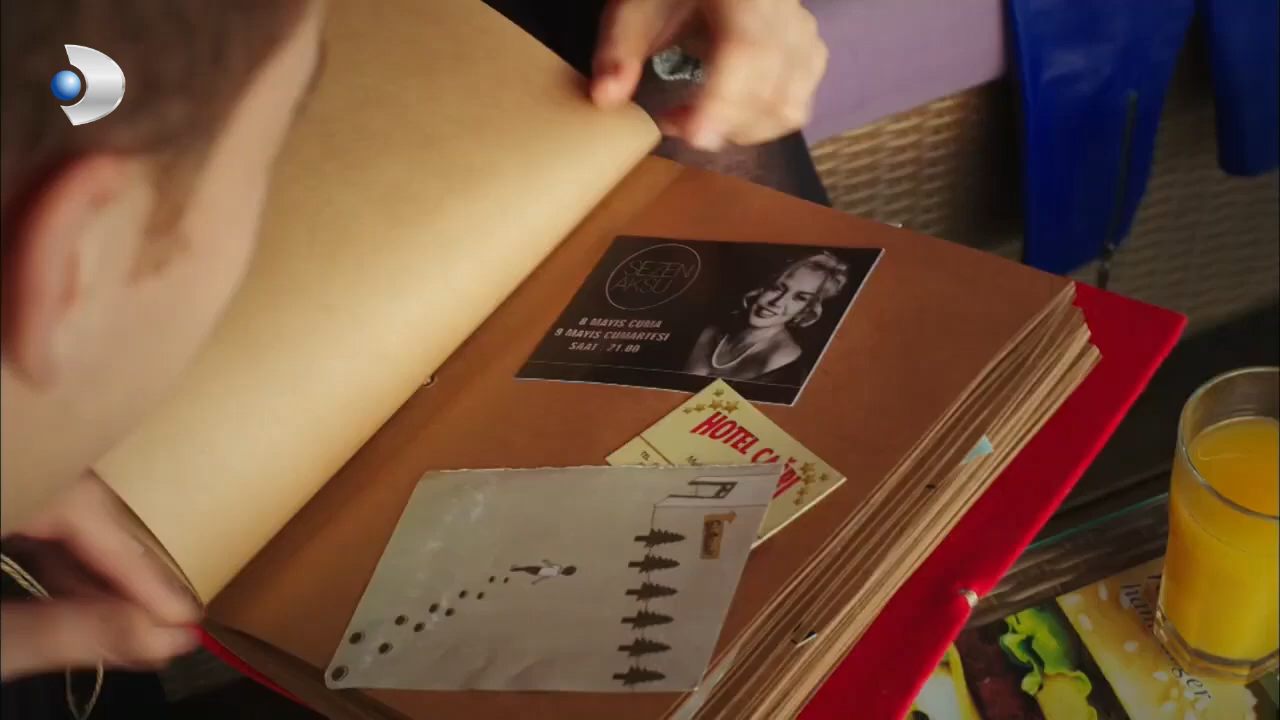 SEZEN
AKSU
8 MAYIS CUMA
9 MAYIS CUMARTESİ
SAAT : 21.00
HOTEL